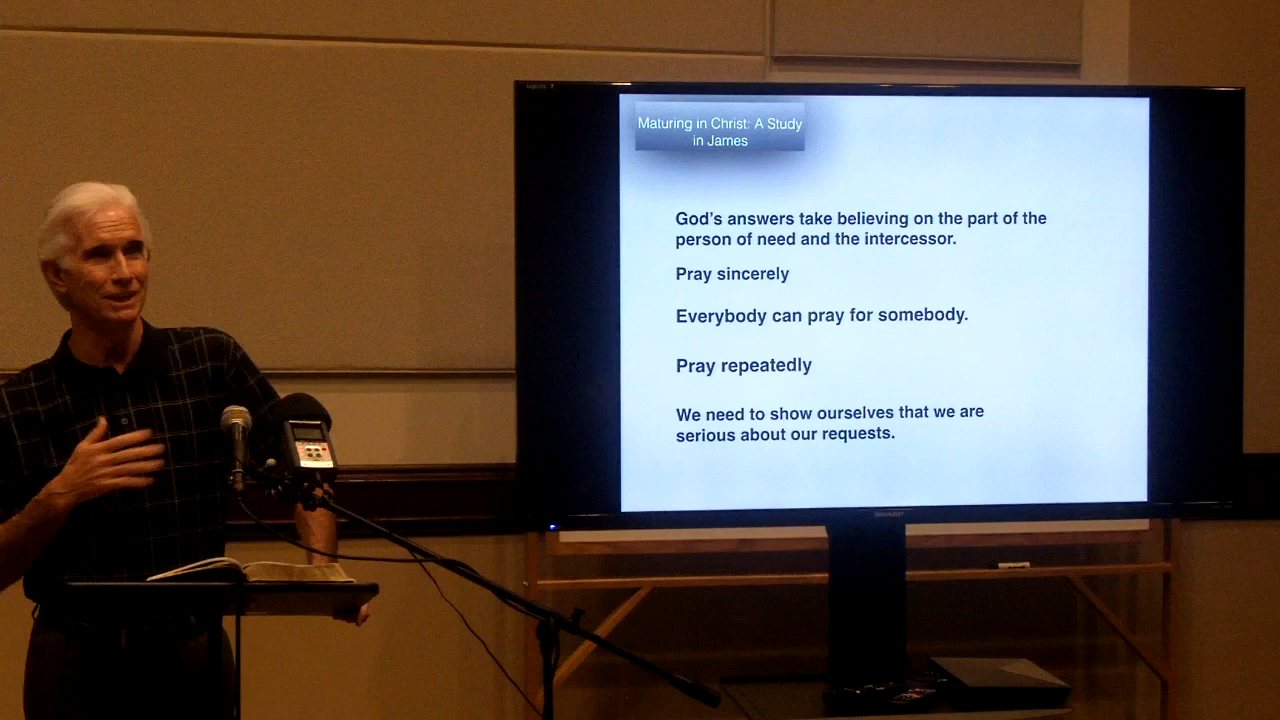 AQUOS
Maturing in Christ: A Study
in James
God's answers take believing on the part of the
person of need and the intercessor.
Pray sincerely
Everybody can pray for somebody.
Pray repeatedly
We need to show ourselves that we are
serious about our requests.
SHARP